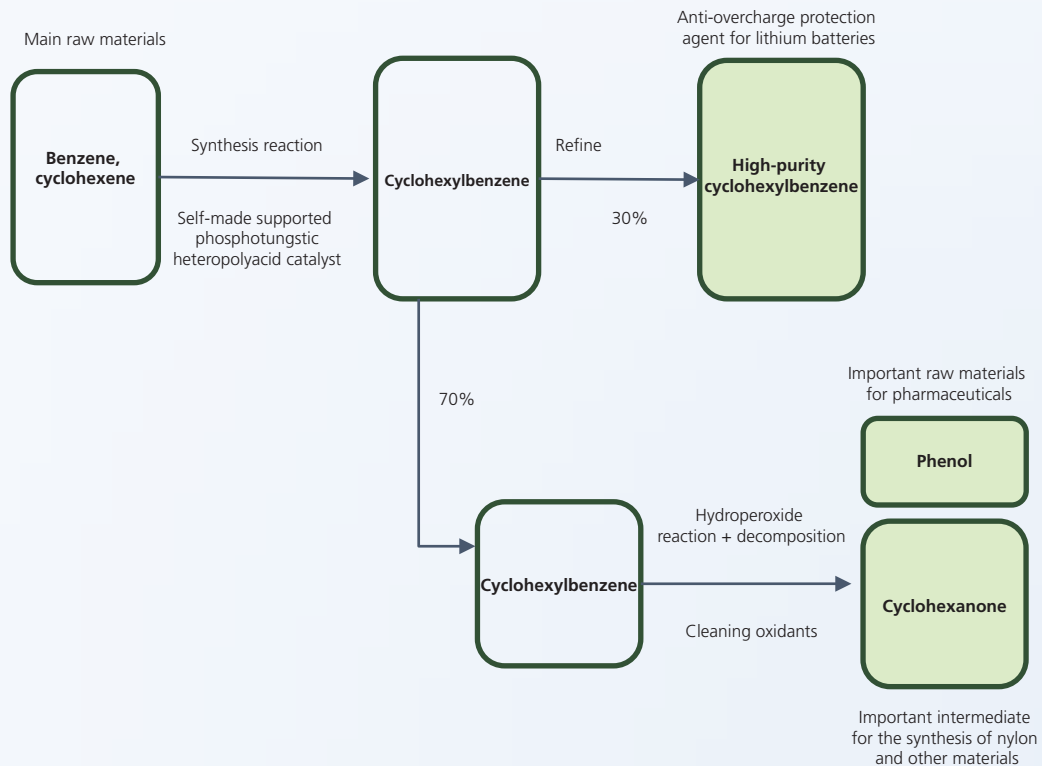 Main raw materials
Benzene,
cyclohexene
Synthesis reaction
Self-made supported
phosphotungstic
heteropolyacid catalyst
Cyclohexylbenzene
Refine
30%
Anti-overcharge protection
agent for lithium batteries
High-purity
cyclohexylbenzene
70%
Cyclohexylbenzene
Hydroperoxide
reaction + decomposition
Cleaning oxidants
Important raw materials
for pharmaceuticals
Phenol
Cyclohexanone
Important intermediate
for the synthesis of nylon
and other materials